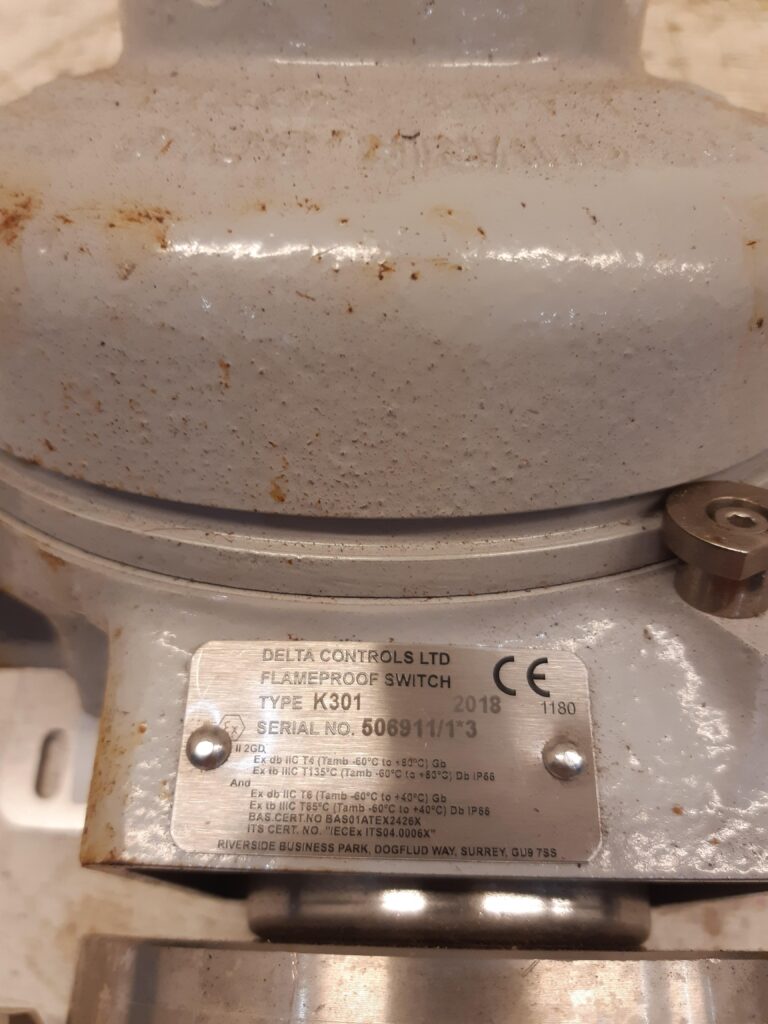 DELTA CONTROLS LTD
FLAMEPROOF SWITCH
CE
TYPE K301 2018 1180
Ex SERIAL NO. 506911/1*3
II 2GD,
Ex db IIC T4 (Tamb -60°C to +80°C) Gb
Ex tb IIIC T135°C (Tamb -60°C to +80°C) Db IP66
And
Ex db IIC T6 (Tamb -60°C to +40°C) Gb
Ex tb IIIC T85°C (Tamb -60°C to +40°C) Db IP66
BAS.CERT.NO BAS01ATEX2426X
ITS CERT. NO. "IECEx ITS04.0006X"
RIVERSIDE BUSINESS PARK, DOGFLUD WAY, SURREY, GU9 7SS